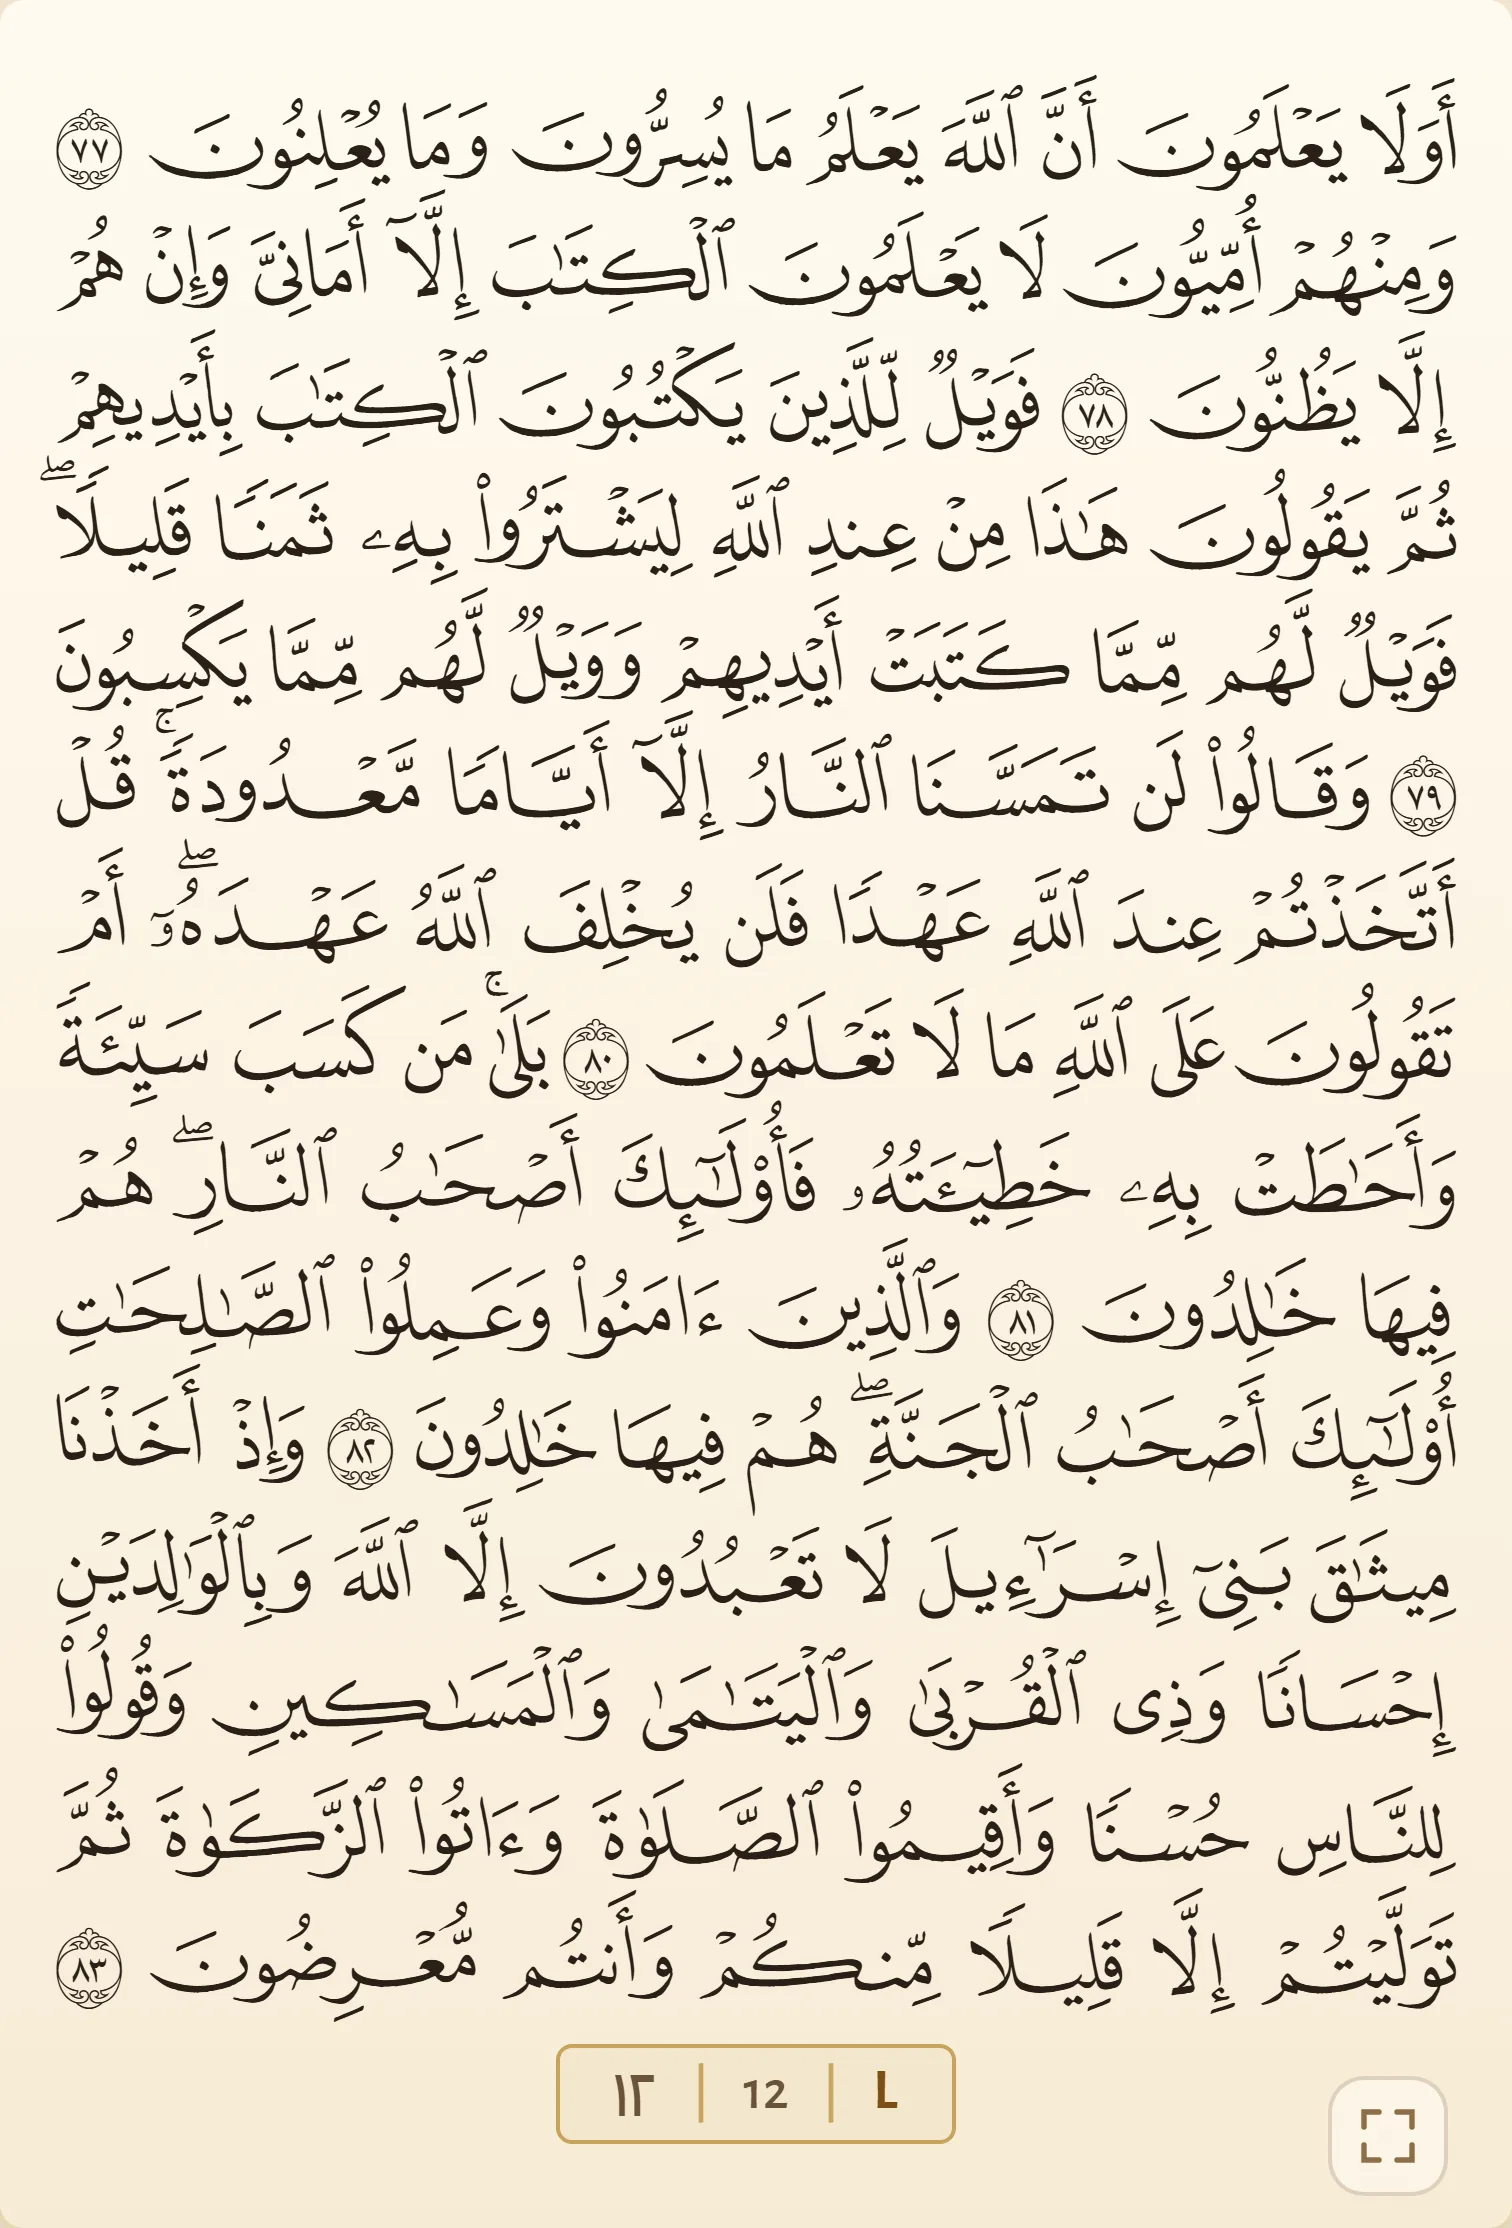 أَوَلَا يَعْلَمُونَ أَنَّ ٱللَّهَ يَعْلَمُ مَا يُسِرُّونَ وَمَا يُعْلِنُونَ ٧٧
وَمِنْهُمْ أُمِّيُّونَ لَا يَعْلَمُونَ ٱلْكِتَٰبَ إِلَّآ أَمَانِىَّ وَإِنْ هُمْ
إِلَّا يَظُنُّونَ ٧٨ فَوَيْلٌ لِّلَّذِينَ يَكْتُبُونَ ٱلْكِتَٰبَ بِأَيْدِيهِمْ
ثُمَّ يَقُولُونَ هَٰذَا مِنْ عِندِ ٱللَّهِ لِيَشْتَرُوا۟ بِهِۦ ثَمَنًا قَلِيلًا ۖ
فَوَيْلٌ لَّهُم مِّمَّا كَتَبَتْ أَيْدِيهِمْ وَوَيْلٌ لَّهُم مِّمَّا يَكْسِبُونَ
٧٩ وَقَالُوا۟ لَن تَمَسَّنَا ٱلنَّارُ إِلَّآ أَيَّامًا مَّعْدُودَةً ۚ قُلْ
أَتَّخَذْتُمْ عِندَ ٱللَّهِ عَهْدًا فَلَن يُخْلِفَ ٱللَّهُ عَهْدَهُۥٓ ۖ أَمْ
تَقُولُونَ عَلَى ٱللَّهِ مَا لَا تَعْلَمُونَ ٨٠ بَلَىٰ ۚ مَن كَسَبَ سَيِّئَةً
وَأَحَٰطَتْ بِهِۦ خَطِيٓـَٔتُهُۥ فَأُو۟لَٰٓئِكَ أَصْحَٰبُ ٱلنَّارِ ۖ هُمْ
فِيهَا خَٰلِدُونَ ٨١ وَٱلَّذِينَ ءَامَنُوا۟ وَعَمِلُوا۟ ٱلصَّٰلِحَٰتِ
أُو۟لَٰٓئِكَ أَصْحَٰبُ ٱلْجَنَّةِ ۖ هُمْ فِيهَا خَٰلِدُونَ ٨٢ وَإِذْ أَخَذْنَا
مِيثَٰقَ بَنِىٓ إِسْرَٰٓءِيلَ لَا تَعْبُدُونَ إِلَّا ٱللَّهَ وَبِٱلْوَٰلِدَيْنِ
إِحْسَانًا وَذِى ٱلْقُرْبَىٰ وَٱلْيَتَٰمَىٰ وَٱلْمَسَٰكِينِ وَقُولُوا۟
لِلنَّاسِ حُسْنًا وَأَقِيمُوا۟ ٱلصَّلَوٰةَ وَءَاتُوا۟ ٱلزَّكَوٰةَ ثُمَّ
تَوَلَّيْتُمْ إِلَّا قَلِيلًا مِّنكُمْ وَأَنتُم مُّعْرِضُونَ ٨٣
١٢ | 12 | L